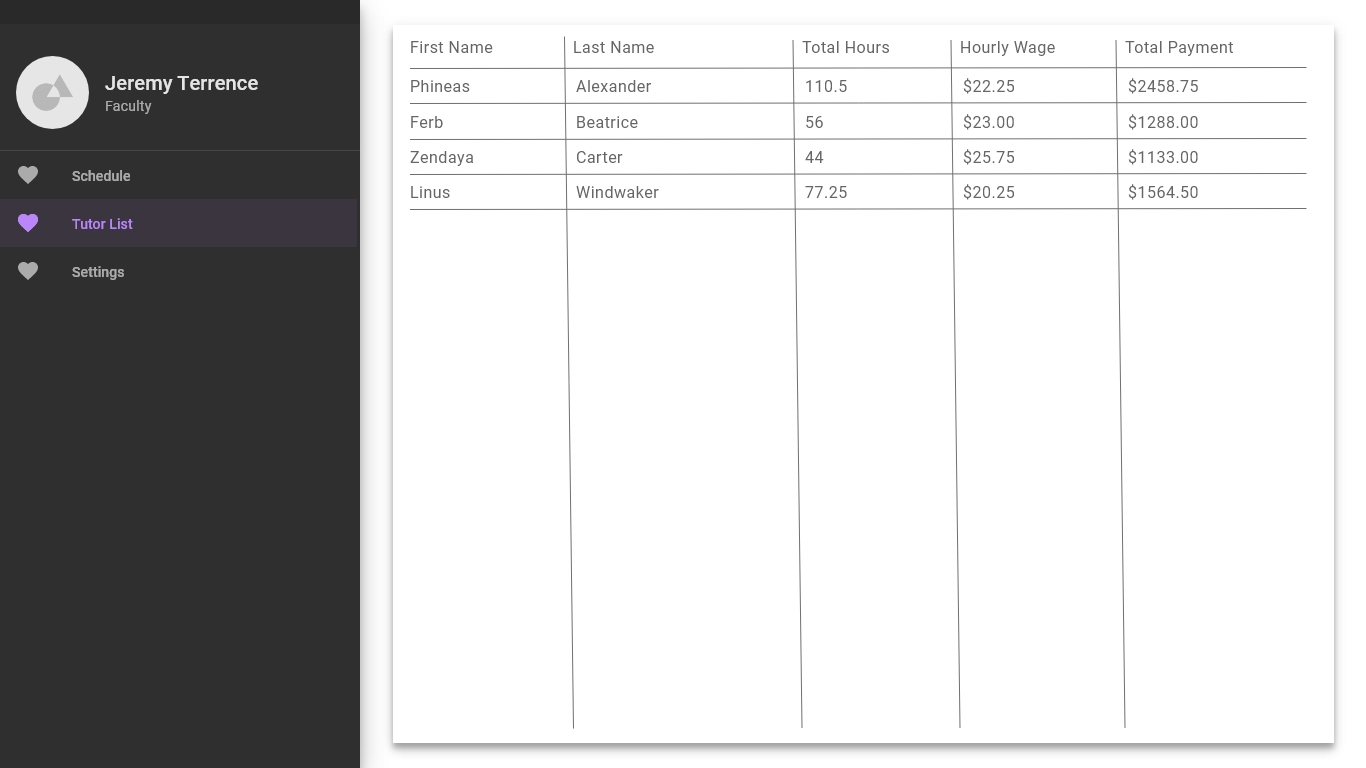 Jeremy Terrence
Faculty
Schedule
Tutor List
Settings
First Name Last Name Total Hours Hourly Wage Total Payment
Phineas Alexander 110.5 $22.25 $2458.75
Ferb Beatrice 56 $23.00 $1288.00
Zendaya Carter 44 $25.75 $1133.00
Linus Windwaker 77.25 $20.25 $1564.50